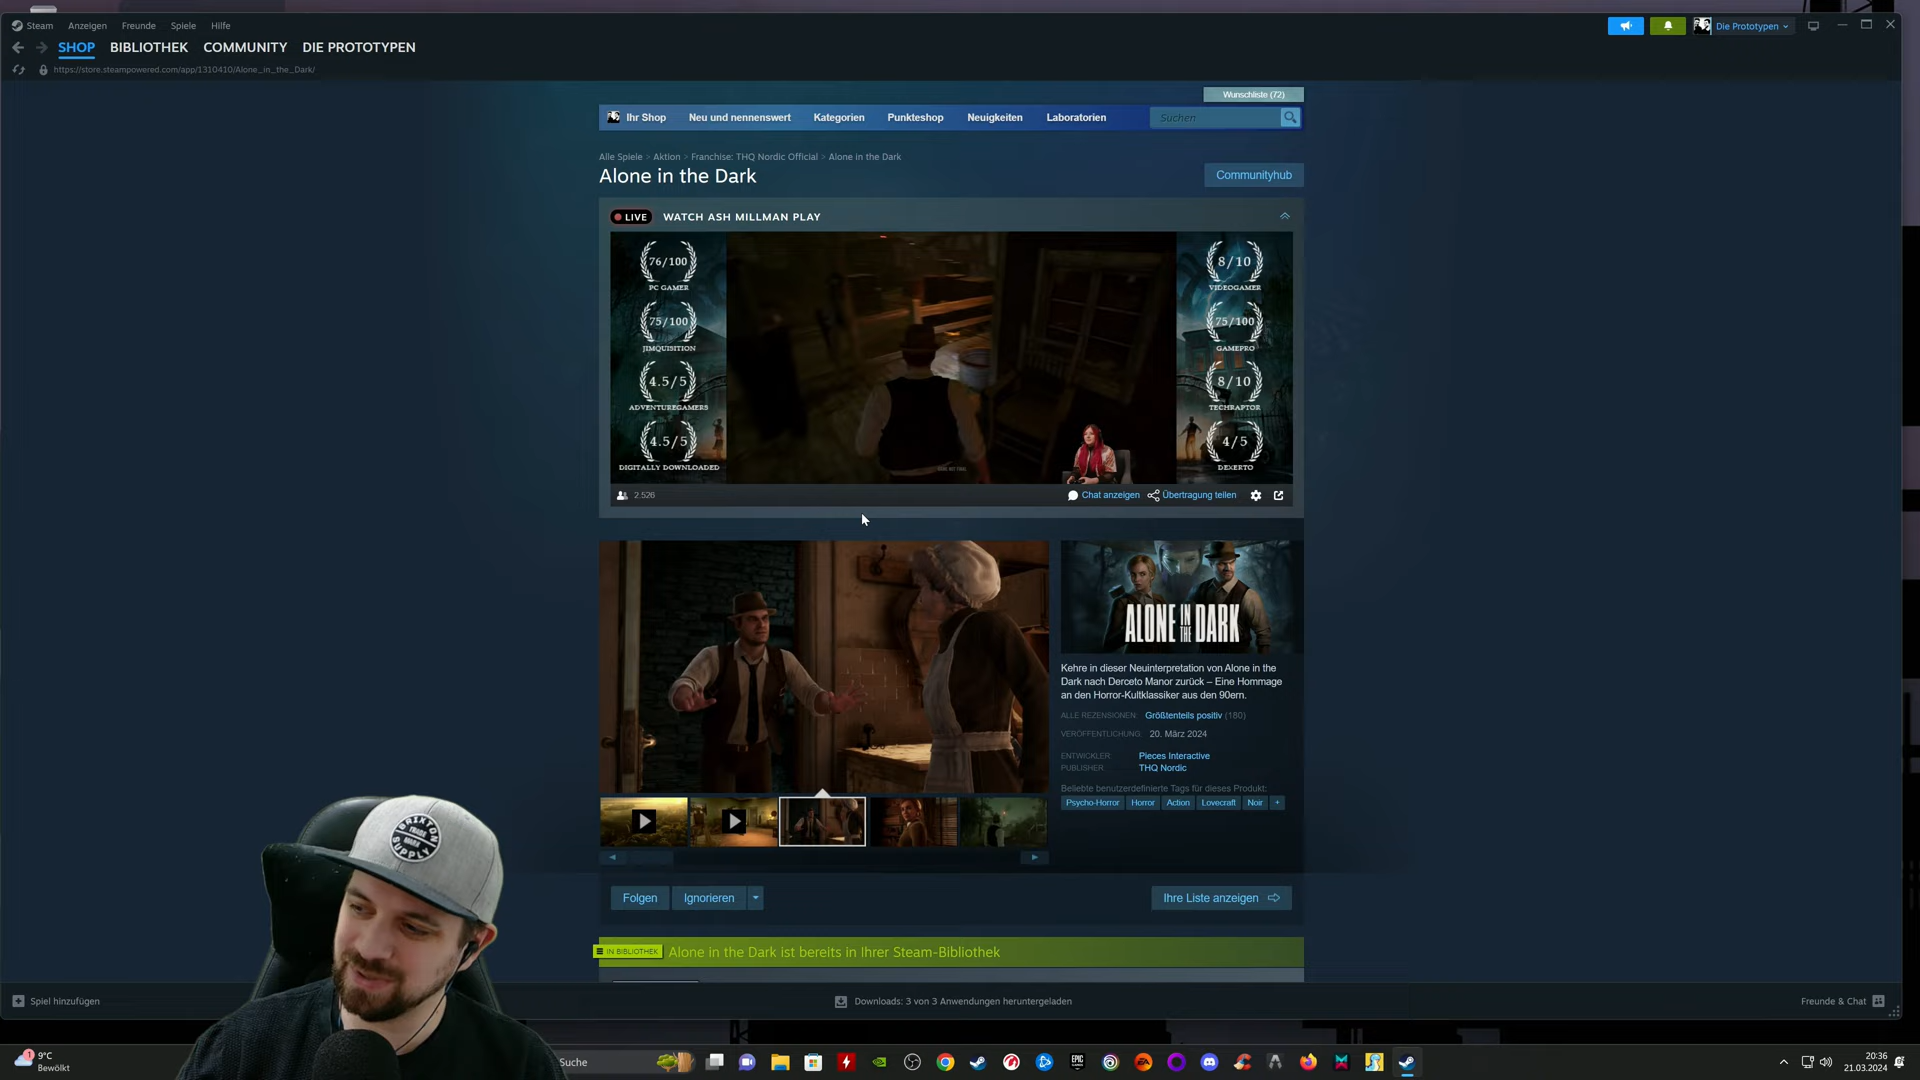 Steam Anzeigen Freunde Spiele Hilfe
Die Prototypen
SHOP BIBLIOTHEK COMMUNITY DIE PROTOTYPEN
https://store.steampowered.com/app/1310410/Alone_in_the_Dark/
Wunschliste (72)
Ihr Shop Neu und nennenswert Kategorien Punkteshop Neuigkeiten Laboratorien Suchen
Alle Spiele > Aktion > Franchise: THQ Nordic Official > Alone in the Dark
Alone in the Dark
Communityhub
LIVE WATCH ASH MILLMAN PLAY
76/100
PC GAMER
75/100
JIMQUISITION
4.5/5
ADVENTUREGAMERS
4.5/5
DIGITALLY DOWNLOADED
8/10
VIDEOGAMER
75/100
GAMEPRO
8/10
TECHRAPTOR
4/5
DEXERTO
2.526
Chat anzeigen Übertragung teilen
ALONE IN THE DARK
Kehre in dieser Neuinterpretation von Alone in the
Dark nach Derceto Manor zurück – Eine Hommage
an den Horror-Kultklassiker aus den 90ern.
ALLE REZENSIONEN: Größtenteils positiv (180)
VERÖFFENTLICHUNG: 20. März 2024
ENTWICKLER: Pieces Interactive
PUBLISHER: THQ Nordic
Beliebte benutzerdefinierte Tags für dieses Produkt:
Psycho-Horror Horror Action Lovecraft Noir +
Folgen Ignorieren Ihre Liste anzeigen
IN BIBLIOTHEK Alone in the Dark ist bereits in Ihrer Steam-Bibliothek
BRIXTON
TRADE MARK
SUPPLY
Spiel hinzufügen Downloads: 3 von 3 Anwendungen heruntergeladen Freunde & Chat
1
9°C
Bewölkt
Suche
EPIC
EA
20:36
21.03.2024